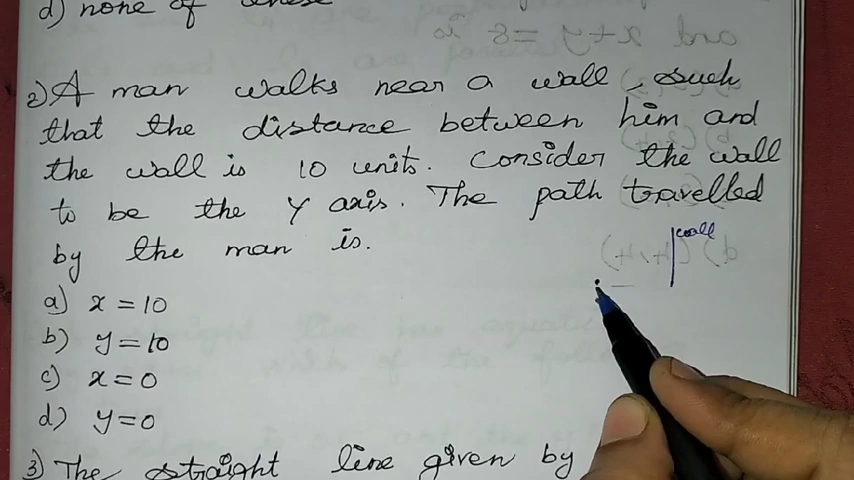 d) none of these
2) A man walks near a wall, such
that the distance between him and
the wall is 10 units. Consider the wall
to be the Y axis. The path travelled
by the man is.
wall
a) x = 10
b) y = 10
c) x = 0
d) y = 0
3) The straight line given by